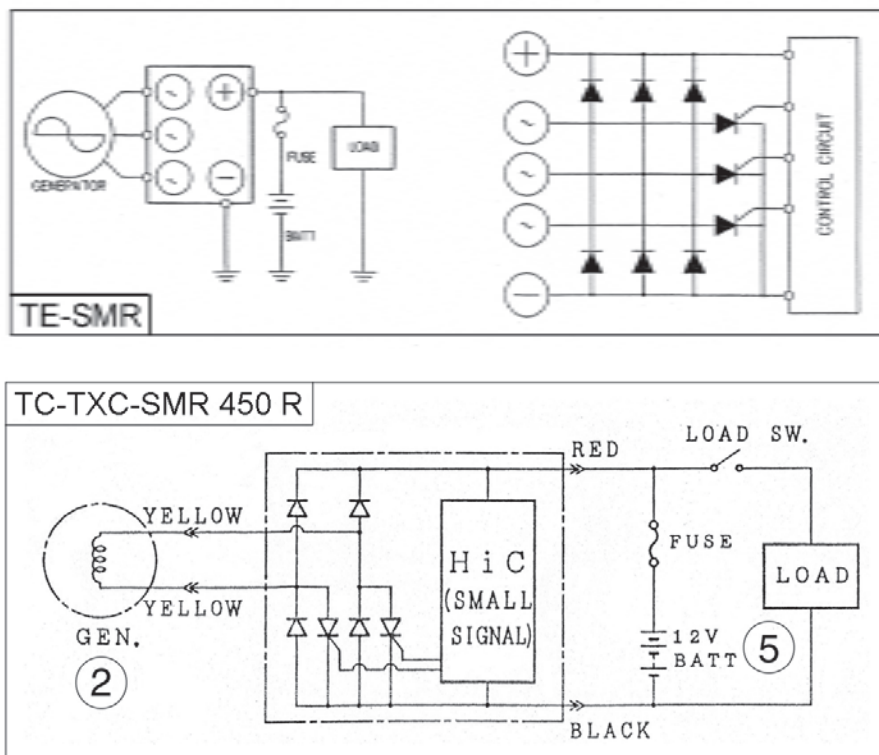 GENERATOR
~
~
~
+
−
FUSE
LOAD
BATT
+
~
~
~
−
CONTROL CIRCUIT
TE-SMR
TC-TXC-SMR 450 R
RED
LOAD SW.
YELLOW
YELLOW
GEN.
2
HiC
(SMALL
SIGNAL)
FUSE
LOAD
12V
BATT
5
BLACK